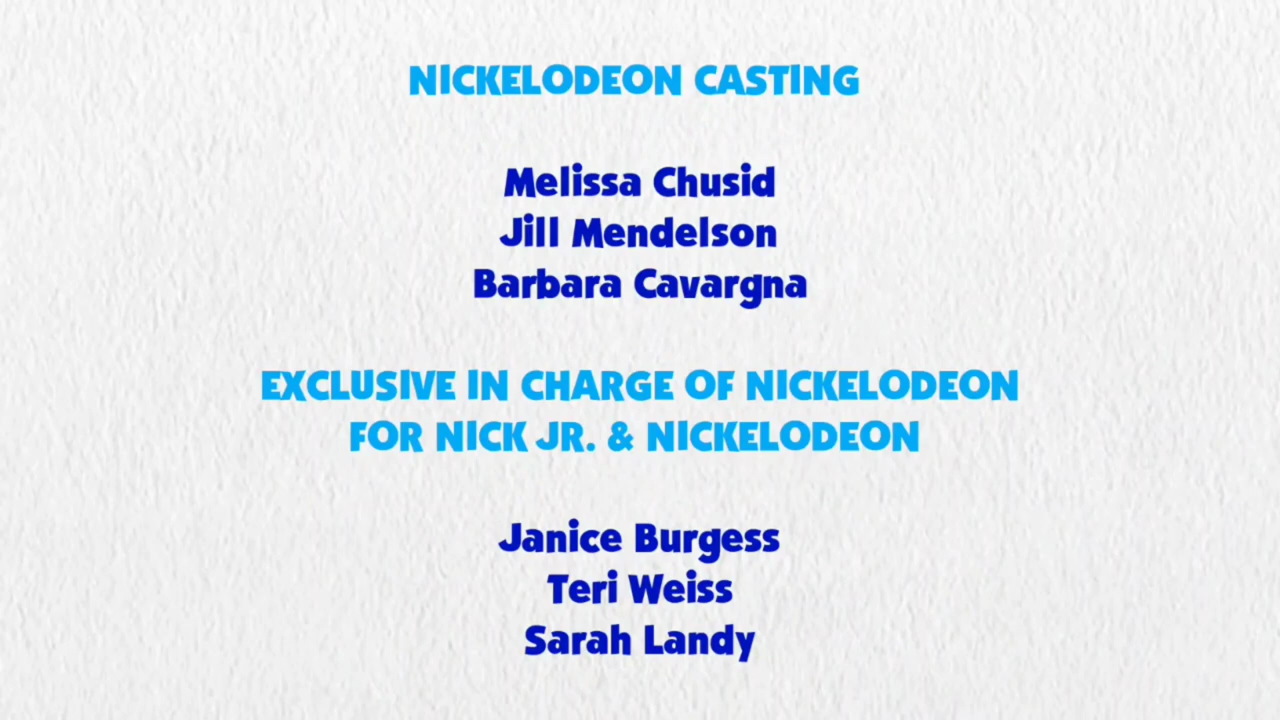 NICKELODEON CASTING
Melissa Chusid
Jill Mendelson
Barbara Cavargna
EXCLUSIVE IN CHARGE OF NICKELODEON
FOR NICK JR. & NICKELODEON
Janice Burgess
Teri Weiss
Sarah Landy